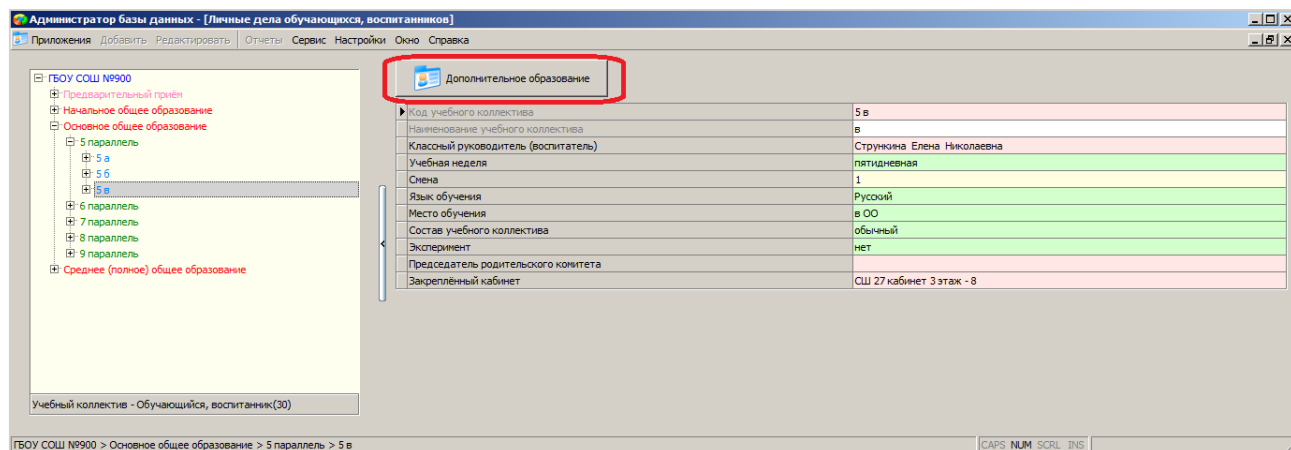 Администратор базы данных - [Личные дела обучающихся, воспитанников]
Приложения Добавить Редактировать Отчеты Сервис Настройки Окно Справка
ГБОУ СОШ №900
Предварительный приём
Начальное общее образование
Основное общее образование
5 параллель
5 а
5 б
5 в
6 параллель
7 параллель
8 параллель
9 параллель
Среднее (полное) общее образование
Учебный коллектив - Обучающийся, воспитанник(30)
Дополнительное образование
Код учебного коллектива 5 в
Наименование учебного коллектива в
Классный руководитель (воспитатель) Стрункина Елена Николаевна
Учебная неделя пятидневная
Смена 1
Язык обучения Русский
Место обучения в ОО
Состав учебного коллектива обычный
Эксперимент нет
Председатель родительского комитета
Закреплённый кабинет СШ 27 кабинет 3 этаж - 8
ГБОУ СОШ №900 > Основное общее образование > 5 параллель > 5 в CAPS NUM SCRL INS